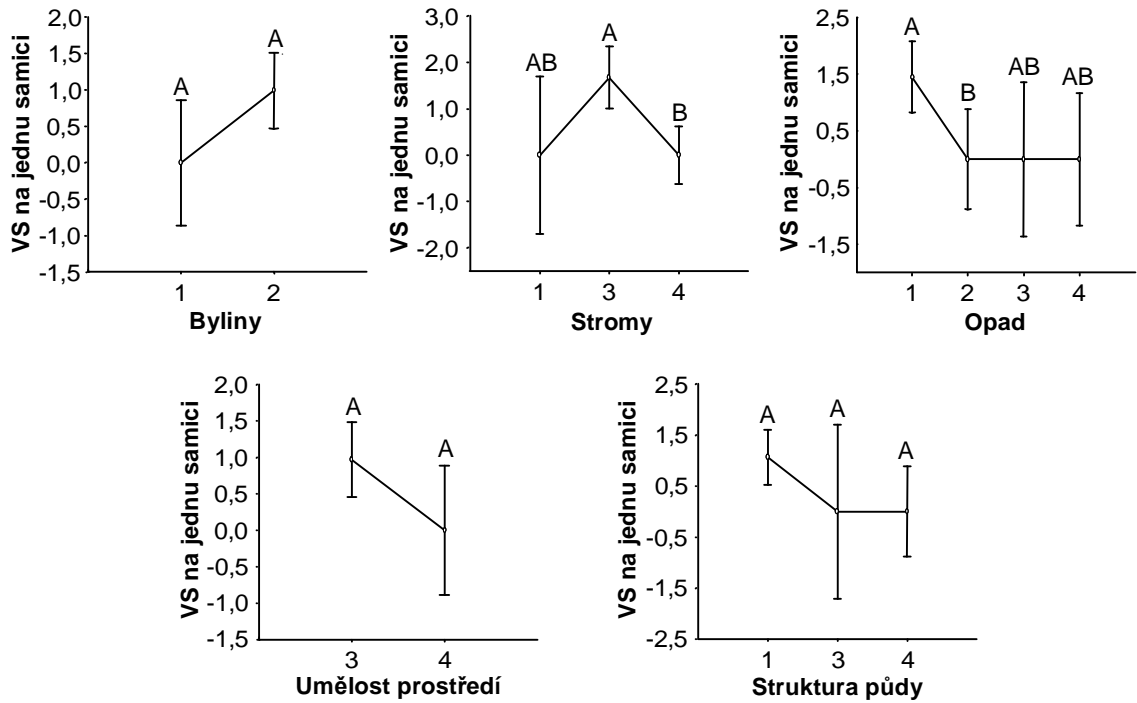 VS na jednu samici
2,0
1,5
1,0
0,5
0,0
-0,5
-1,0
-1,5
A
A
1 2
Byliny
VS na jednu samici
3,0
2,0
1,0
0,0
-1,0
-2,0
AB
A
B
1 3 4
Stromy
VS na jednu samici
2,5
1,5
0,5
-0,5
-1,5
A
B
AB
AB
1 2 3 4
Opad
VS na jednu samici
2,0
1,5
1,0
0,5
0,0
-0,5
-1,0
-1,5
A
A
3 4
Umělost prostředí
VS na jednu samici
2,5
1,5
0,5
-0,5
-1,5
-2,5
A
A
A
1 3 4
Struktura půdy